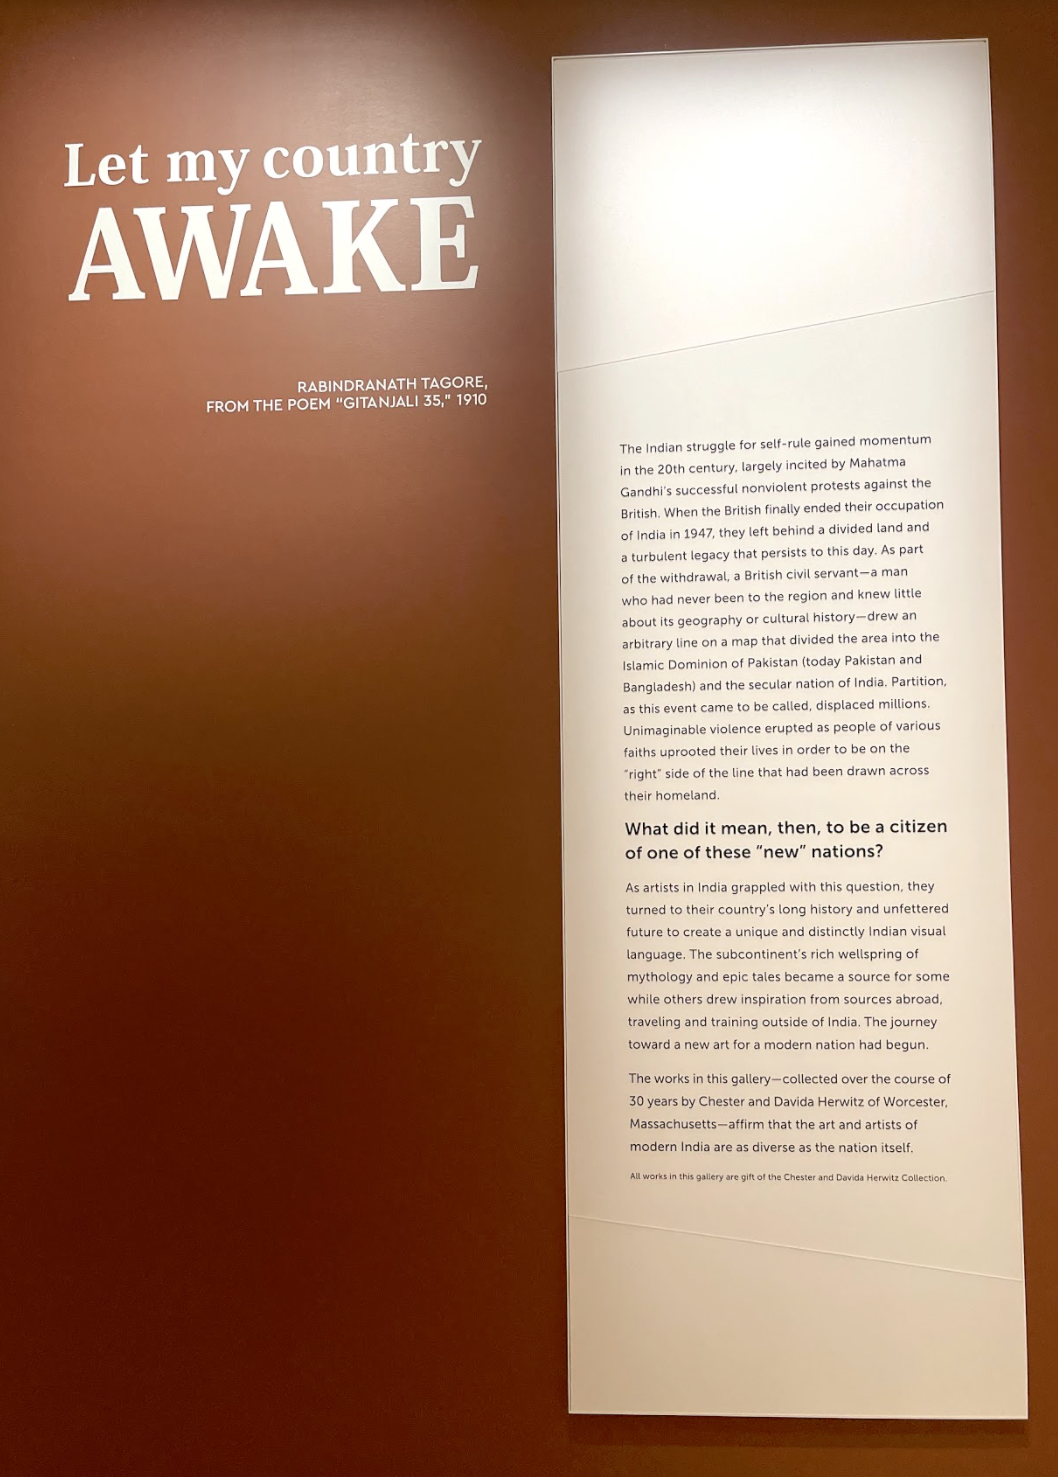 Let my country
AWAKE
RABINDRANATH TAGORE,
FROM THE POEM “GITANJALI 35,” 1910
The Indian struggle for self-rule gained momentum
in the 20th century, largely incited by Mahatma
Gandhi’s successful nonviolent protests against the
British. When the British finally ended their occupation
of India in 1947, they left behind a divided land and
a turbulent legacy that persists to this day. As part
of the withdrawal, a British civil servant—a man
who had never been to the region and knew little
about its geography or cultural history—drew an
arbitrary line on a map that divided the area into the
Islamic Dominion of Pakistan (today Pakistan and
Bangladesh) and the secular nation of India. Partition,
as this event came to be called, displaced millions.
Unimaginable violence erupted as people of various
faiths uprooted their lives in order to be on the
“right” side of the line that had been drawn across
their homeland.
What did it mean, then, to be a citizen
of one of these “new” nations?
As artists in India grappled with this question, they
turned to their country’s long history and unfettered
future to create a unique and distinctly Indian visual
language. The subcontinent’s rich wellspring of
mythology and epic tales became a source for some
while others drew inspiration from sources abroad,
traveling and training outside of India. The journey
toward a new art for a modern nation had begun.
The works in this gallery—collected over the course of
30 years by Chester and Davida Herwitz of Worcester,
Massachusetts—affirm that the art and artists of
modern India are as diverse as the nation itself.
All works in this gallery are gift of the Chester and Davida Herwitz Collection.